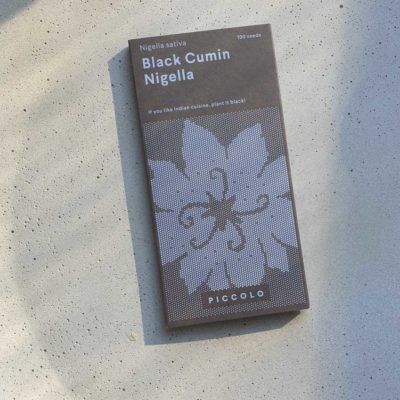 Nigella sativa
100 seeds
Black Cumin
Nigella
If you like Indian cuisine, plant it black!
PICCOLO